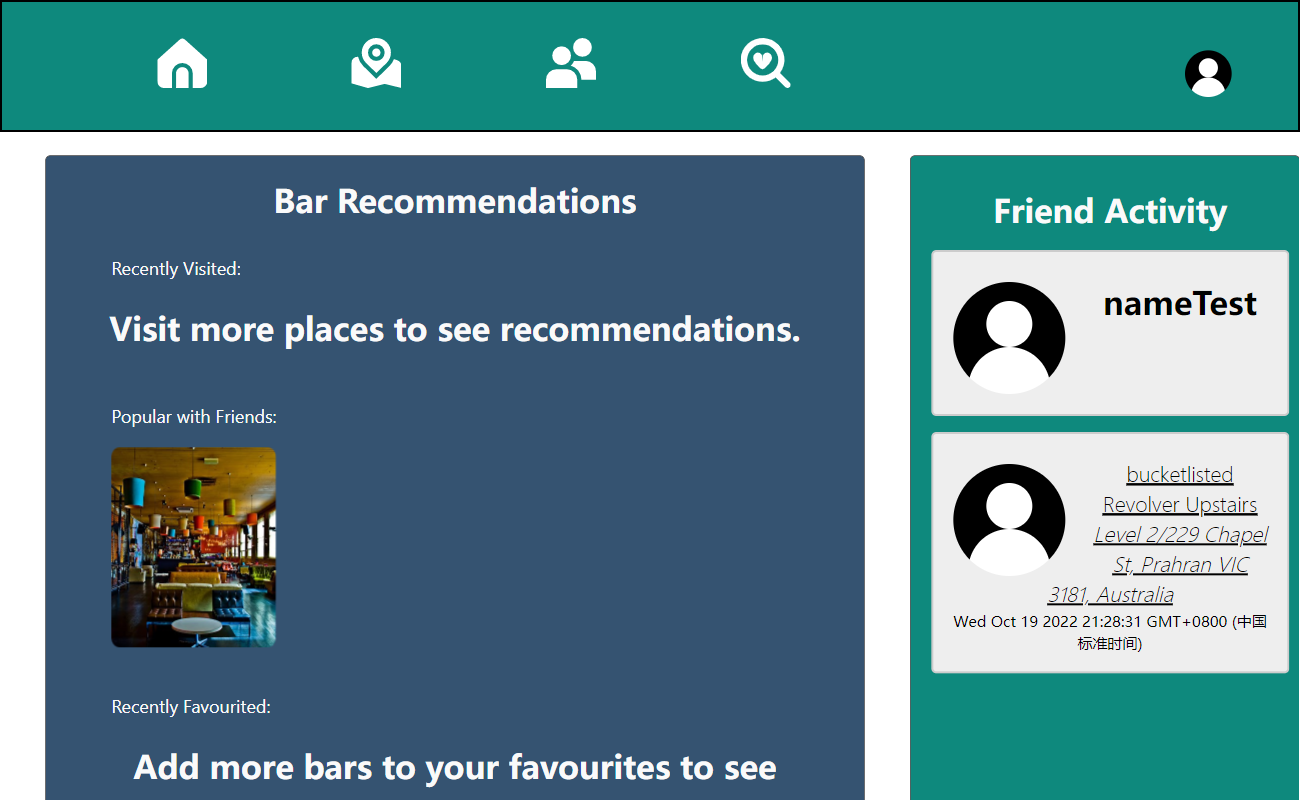 Bar Recommendations
Recently Visited:
Visit more places to see recommendations.
Popular with Friends:
Recently Favourited:
Add more bars to your favourites to see
Friend Activity
nameTest
bucketlisted
Revolver Upstairs
Level 2/229 Chapel
St, Prahran VIC
3181, Australia
Wed Oct 19 2022 21:28:31 GMT+0800 (中国
标准时间)